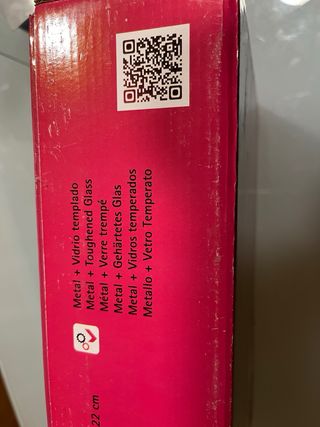 Metal + Vidrio templado
Metal + Toughened Glass
Métal + Verre trempé
Metal + Gehärtetes Glas
Metal + Vidros temperados
Metallo + Vetro Temperato
22 cm